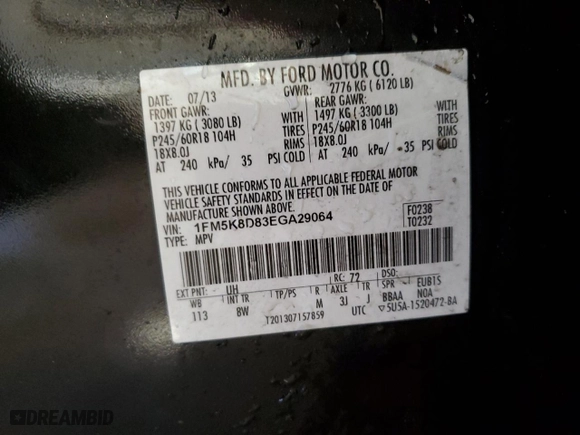 MFD. BY FORD MOTOR CO.
DATE: 07/13 GVWR: 2776 KG ( 6120 LB)
FRONT GAWR: REAR GAWR:
1397 KG ( 3080 LB) WITH 1497 KG ( 3300 LB) WITH
P245/60R18 104H TIRES P245/60R18 104H TIRES
18X8.0J RIMS 18X8.0J RIMS
AT 240 kPa/ 35 PSI COLD AT 240 kPa/ 35 PSI COLD
THIS VEHICLE CONFORMS TO ALL APPLICABLE FEDERAL MOTOR
VEHICLE SAFETY STANDARDS IN EFFECT ON THE DATE OF
MANUFACTURE SHOWN ABOVE.
VIN: 1FM5K8D83EGA29064 F0238
TYPE: MPV T0232
EXT PNT: UH RC: 72 DSO:
WB INT TR TP/PS R AXLE TR SPR EUB1S
113 8W M 3J J BBAA N0A
T201307157859 UTC ▽5U5A-1520472-BA
DREAMBID